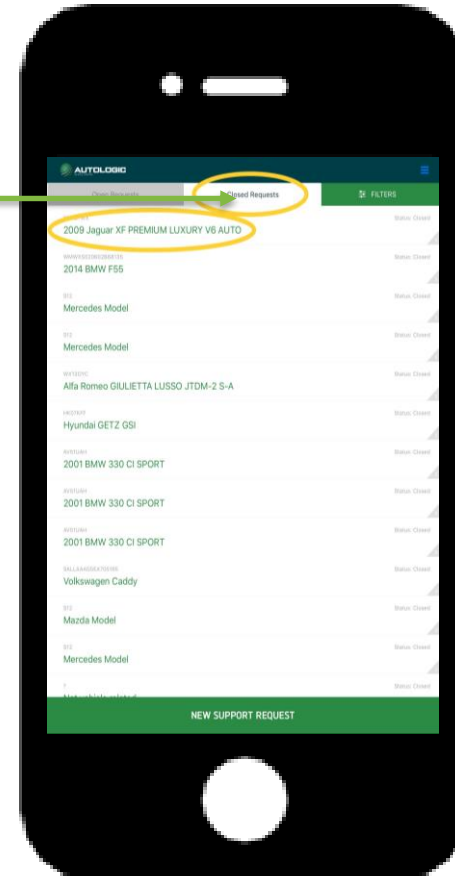 AUTOLOGIC
Open Requests
Closed Requests
FILTERS
Status: Closed
2009 Jaguar XF PREMIUM LUXURY V6 AUTO
Status: Closed
2014 BMW F55
Status: Closed
Mercedes Model
Status: Closed
Mercedes Model
Status: Closed
Alfa Romeo GIULIETTA LUSSO JTDM-2 S-A
Status: Closed
Hyundai GETZ GSI
Status: Closed
2001 BMW 330 CI SPORT
Status: Closed
2001 BMW 330 CI SPORT
Status: Closed
2001 BMW 330 CI SPORT
Status: Closed
Volkswagen Caddy
Status: Closed
Mazda Model
Status: Closed
Mercedes Model
Status: Closed
NEW SUPPORT REQUEST